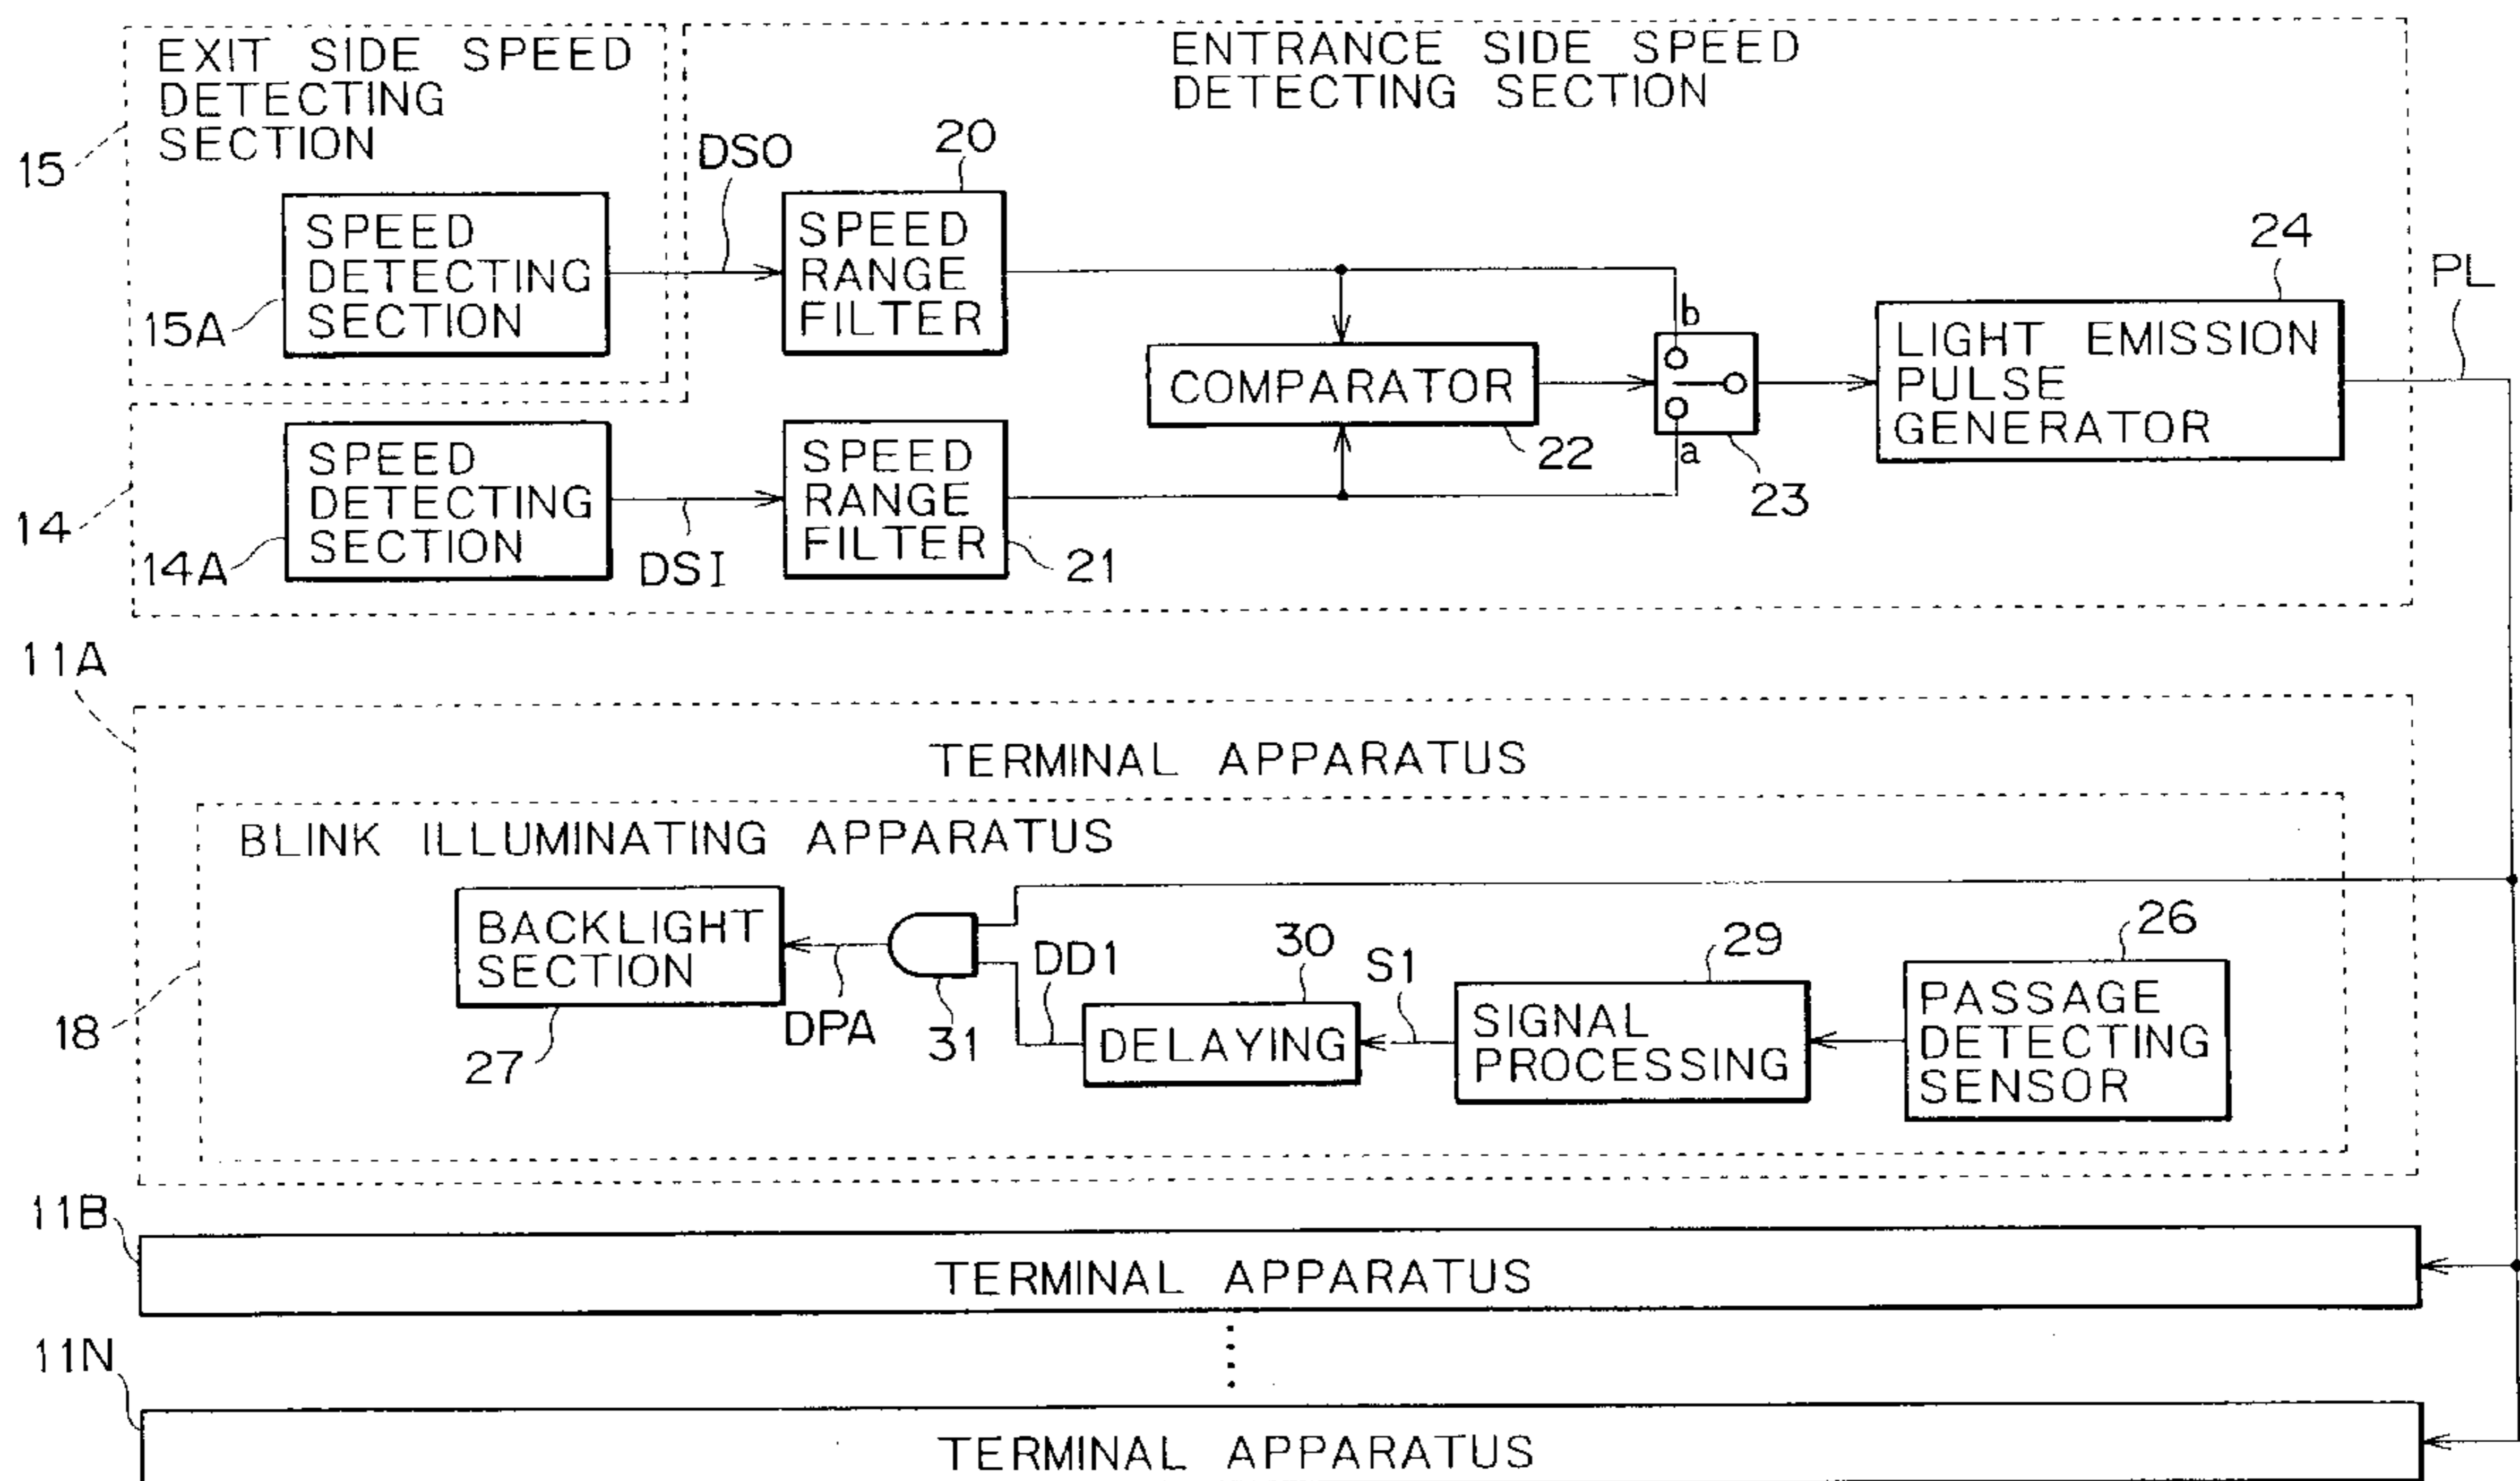 EXIT SIDE SPEED
DETECTING
SECTION
ENTRANCE SIDE SPEED
DETECTING SECTION
15
DSO
20
SPEED
DETECTING
SECTION
15A
SPEED
RANGE
FILTER
24
PL
b
COMPARATOR
LIGHT EMISSION
PULSE
GENERATOR
22
a
23
14
SPEED
DETECTING
SECTION
14A
DSI
SPEED
RANGE
FILTER
21
11A
TERMINAL APPARATUS
BLINK ILLUMINATING APPARATUS
18
BACKLIGHT
SECTION
27
DPA
31
DD1
30
DELAYING
S1
29
SIGNAL
PROCESSING
26
PASSAGE
DETECTING
SENSOR
11B
TERMINAL APPARATUS
11N
TERMINAL APPARATUS